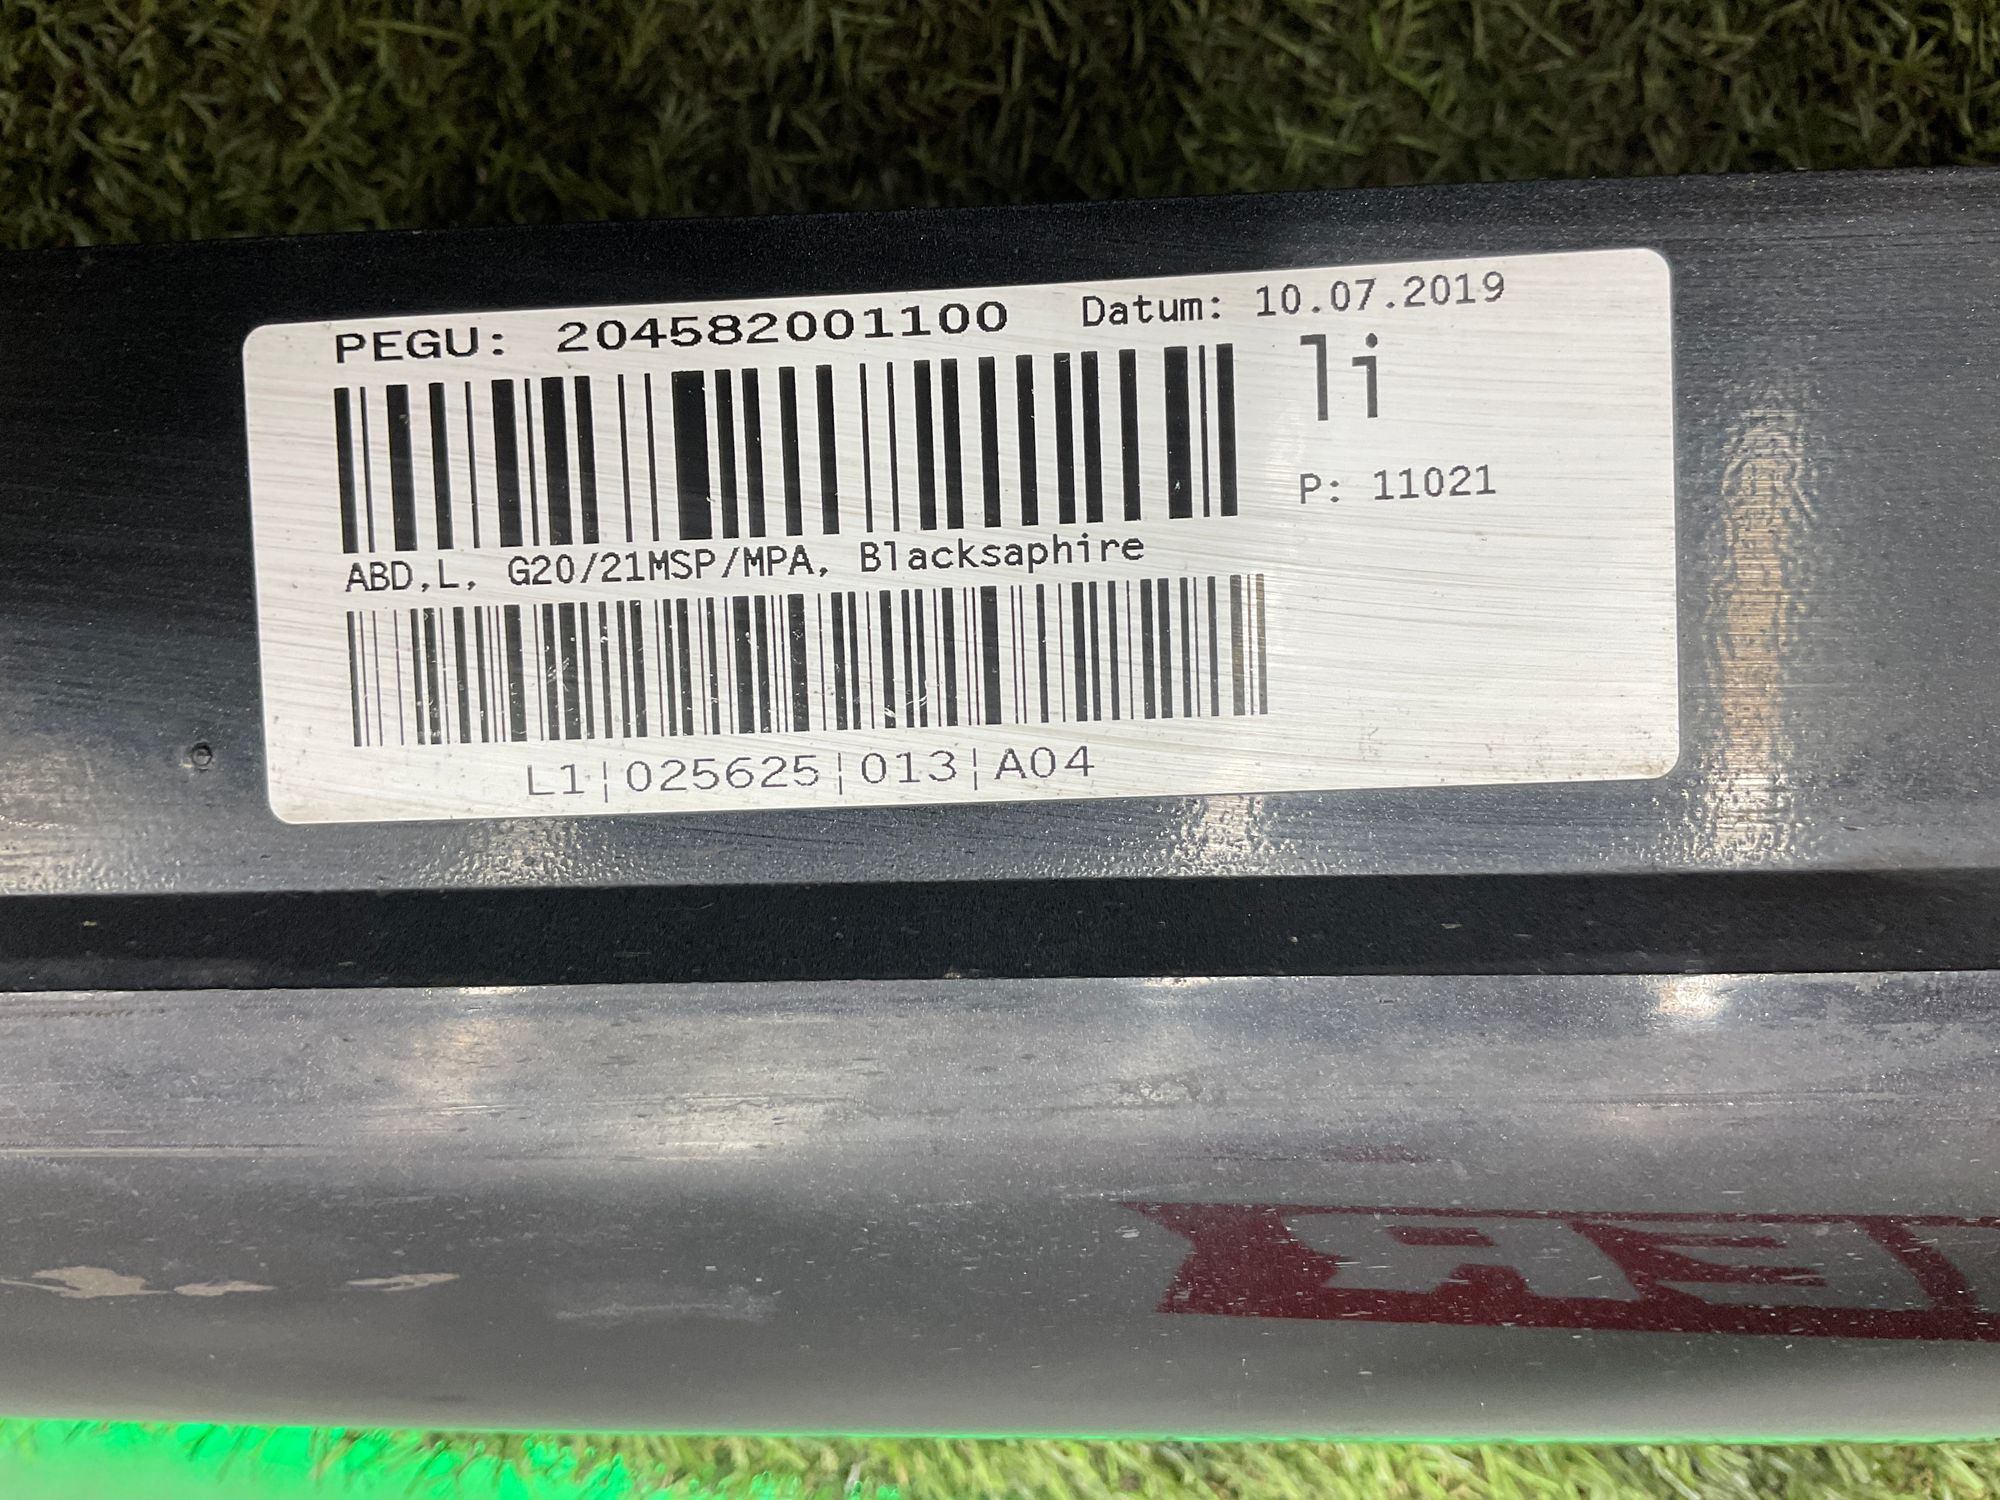 PEGU: 204582001100 Datum: 10.07.2019
li
P: 11021
ABD,L, G20/21MSP/MPA, Blacksaphire
L1¦025625¦013¦A04